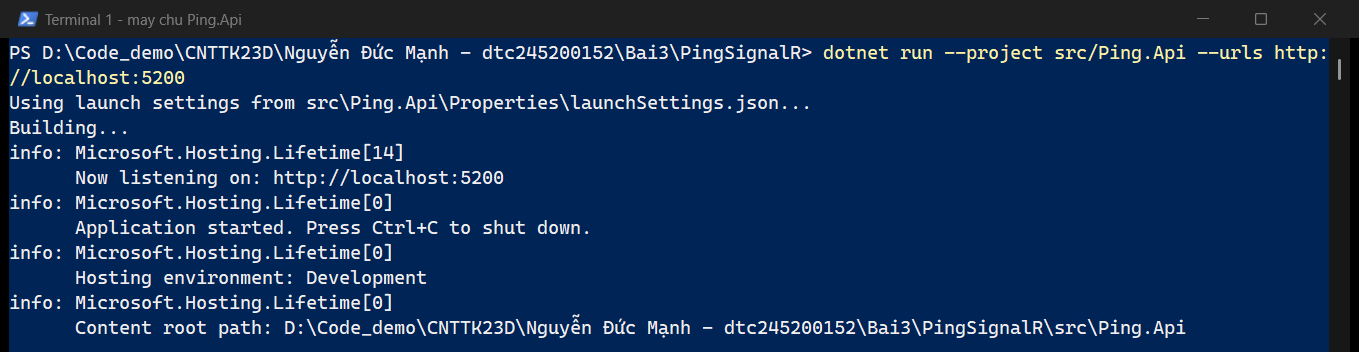 Terminal 1 - may chu Ping.Api
PS D:\Code_demo\CNTTK23D\Nguyễn Đức Mạnh - dtc245200152\Bai3\PingSignalR> dotnet run --project src/Ping.Api --urls http:
//localhost:5200
Using launch settings from src\Ping.Api\Properties\launchSettings.json...
Building...
info: Microsoft.Hosting.Lifetime[14]
      Now listening on: http://localhost:5200
info: Microsoft.Hosting.Lifetime[0]
      Application started. Press Ctrl+C to shut down.
info: Microsoft.Hosting.Lifetime[0]
      Hosting environment: Development
info: Microsoft.Hosting.Lifetime[0]
      Content root path: D:\Code_demo\CNTTK23D\Nguyễn Đức Mạnh - dtc245200152\Bai3\PingSignalR\src\Ping.Api